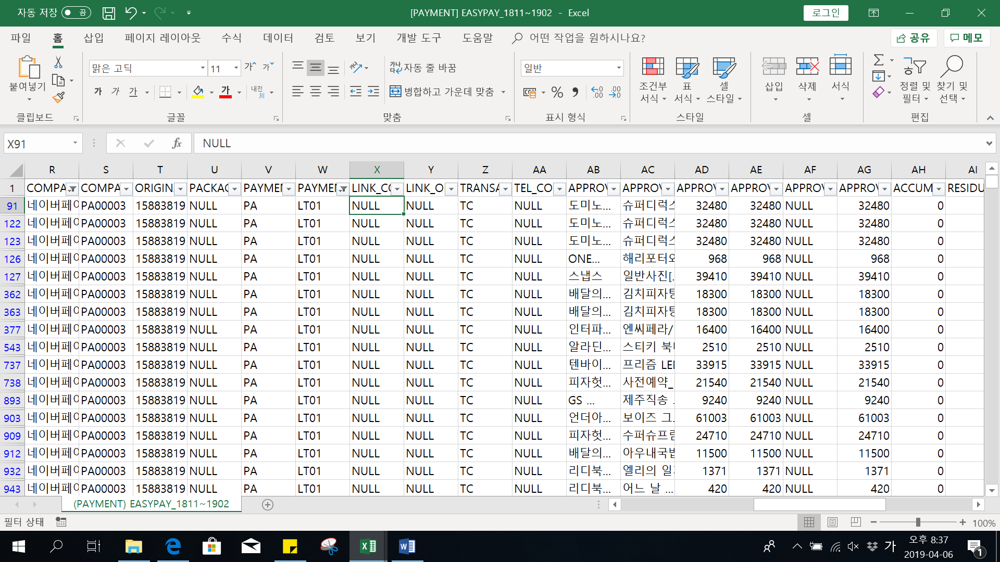 자동 저장 끔 [PAYMENT] EASYPAY_1811~1902 - Excel 로그인
파일 홈 삽입 페이지 레이아웃 수식 데이터 검토 보기 개발 도구 도움말 어떤 작업을 원하시나요? 공유 메모
붙여넣기 클립보드
맑은 고딕 11 가 가
가 가 가 가 내천 글꼴
자동 줄 바꿈
병합하고 가운데 맞춤
맞춤
일반
% 표시 형식
조건부 서식 표 서식 셀 스타일 스타일
삽입 삭제 서식 셀
정렬 및 필터 찾기 및 선택 편집
X91 fx NULL
R S T U V W X Y Z AA AB AC AD AE AF AG AH AI
1 COMPA COMPA ORIGIN PACKAG PAYMEN PAYMEN LINK_CO LINK_O TRANSA TEL_CO APPROV APPROV APPROV APPROV APPROV APPROV ACCUM RESIDU
91 네이버페이 PA00003 15883819 NULL PA LT01 NULL NULL TC NULL 도미노... 슈퍼디럭스 32480 32480 NULL 32480 0
122 네이버페이 PA00003 15883819 NULL PA LT01 NULL NULL TC NULL 도미노... 슈퍼디럭스 32480 32480 NULL 32480 0
123 네이버페이 PA00003 15883819 NULL PA LT01 NULL NULL TC NULL 도미노... 슈퍼디럭스 32480 32480 NULL 32480 0
126 네이버페이 PA00003 15883819 NULL PA LT01 NULL NULL TC NULL ONE... 해리포터와 968 968 NULL 968 0
127 네이버페이 PA00003 15883819 NULL PA LT01 NULL NULL TC NULL 스냅스 일반사진[. 39410 39410 NULL 39410 0
362 네이버페이 PA00003 15883819 NULL PA LT01 NULL NULL TC NULL 배달의... 김치피자탕 18300 18300 NULL 18300 0
363 네이버페이 PA00003 15883819 NULL PA LT01 NULL NULL TC NULL 배달의... 김치피자탕 18300 18300 NULL 18300 0
377 네이버페이 PA00003 15883819 NULL PA LT01 NULL NULL TC NULL 인터파... 엔씨페라/ 16400 16400 NULL 16400 0
543 네이버페이 PA00003 15883819 NULL PA LT01 NULL NULL TC NULL 알라딘... 스티키 2510 2510 NULL 2510 0
737 네이버페이 PA00003 15883819 NULL PA LT01 NULL NULL TC NULL 텐바이... 프리즘 LED 33915 33915 NULL 33915 0
738 네이버페이 PA00003 15883819 NULL PA LT01 NULL NULL TC NULL 피자헛... 사전예약_ 21540 21540 NULL 21540 0
893 네이버페이 PA00003 15883819 NULL PA LT01 NULL NULL TC NULL GS ... 제주직송 9240 9240 NULL 9240 0
903 네이버페이 PA00003 15883819 NULL PA LT01 NULL NULL TC NULL 언더아... 보이즈 그. 61003 61003 NULL 61003 0
909 네이버페이 PA00003 15883819 NULL PA LT01 NULL NULL TC NULL 피자헛... 수퍼슈프림 24710 24710 NULL 24710 0
912 네이버페이 PA00003 15883819 NULL PA LT01 NULL NULL TC NULL 배달의... 아우내국밥 11500 11500 NULL 11500 0
932 네이버페이 PA00003 15883819 NULL PA LT01 NULL NULL TC NULL 리디북... 엘리의 1371 1371 NULL 1371 0
943 네이버페이 PA00003 15883819 NULL PA LT01 NULL NULL TC NULL 리디북... 어느 날 ... 420 420 NULL 420 0
(PAYMENT) EASYPAY_1811~1902
필터 상태 100%
가 오후 8:37
2019-04-06
1